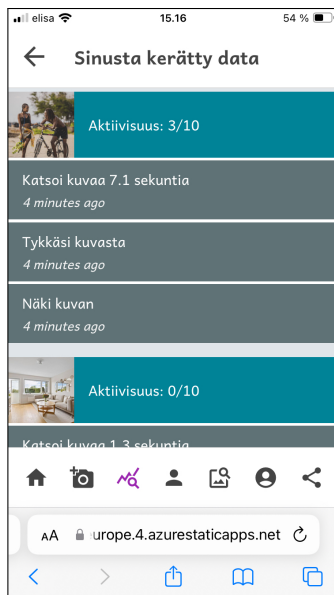 elisa 15.16 54 %
Sinusta kerätty data
Aktiivisuus: 3/10
Katsoi kuvaa 7.1 sekuntia
4 minutes ago
Tykkäsi kuvasta
4 minutes ago
Näki kuvan
4 minutes ago
Aktiivisuus: 0/10
Katsoi kuvaa 1.3 sekuntia
AA urope.4.azurestaticapps.net